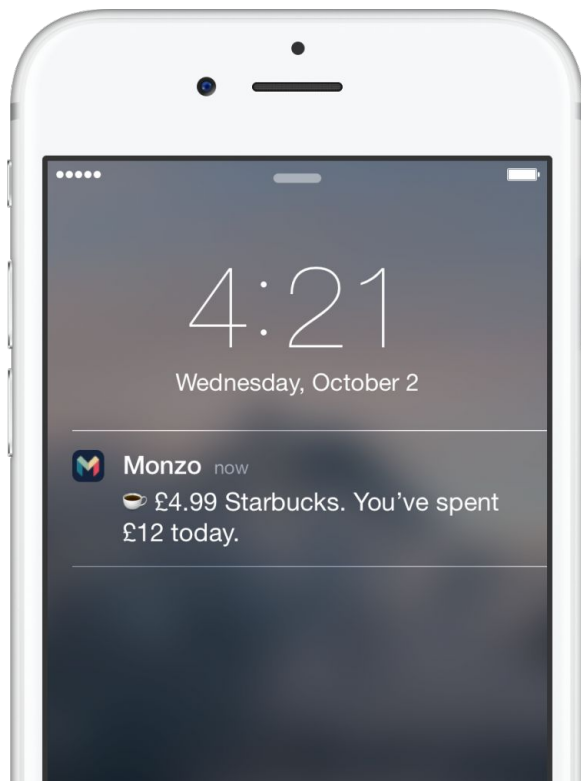 4:21
Wednesday, October 2
Monzo now
☕ £4.99 Starbucks. You’ve spent
£12 today.